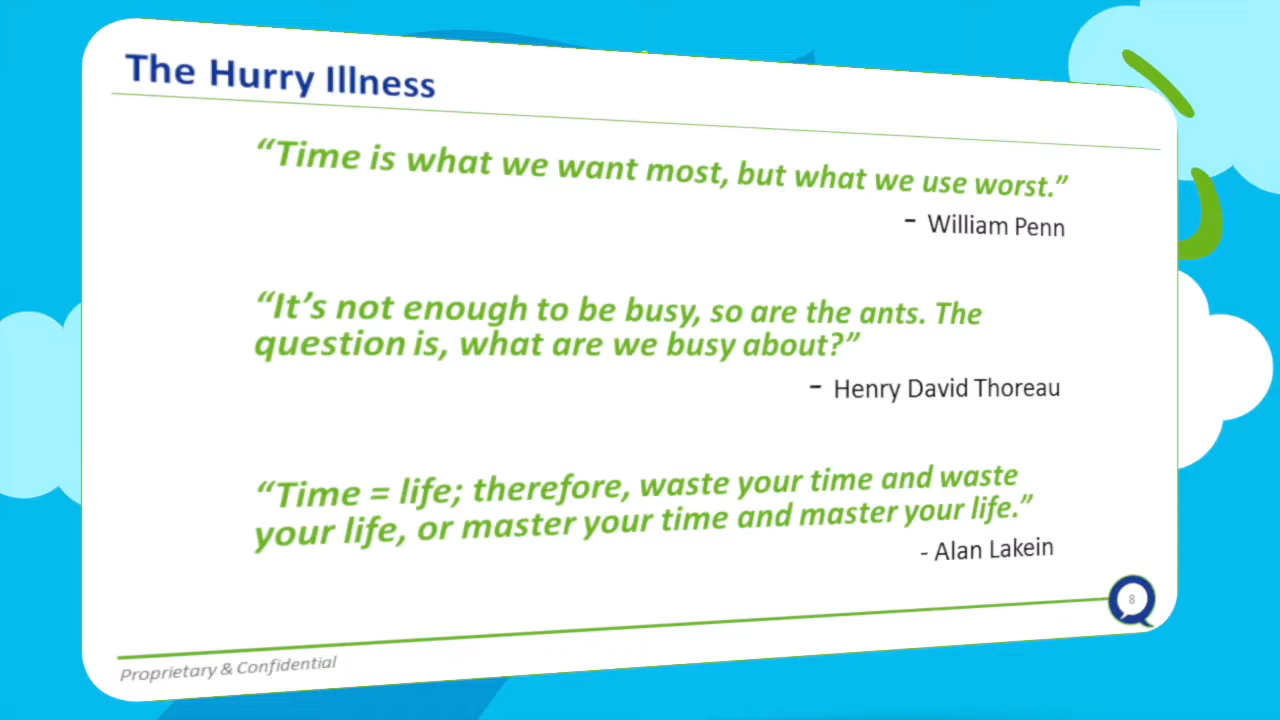 The Hurry Illness
“Time is what we want most, but what we use worst.”
– William Penn
“It’s not enough to be busy, so are the ants. The
question is, what are we busy about?”
– Henry David Thoreau
“Time = life; therefore, waste your time and waste
your life, or master your time and master your life.”
- Alan Lakein
8
Proprietary & Confidential